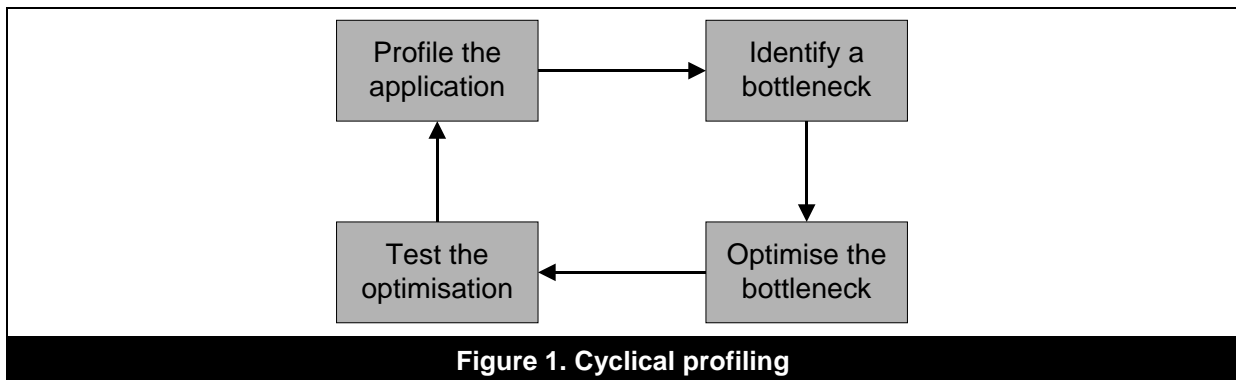 Profile the
application
Identify a
bottleneck
Test the
optimisation
Optimise the
bottleneck
Figure 1. Cyclical profiling